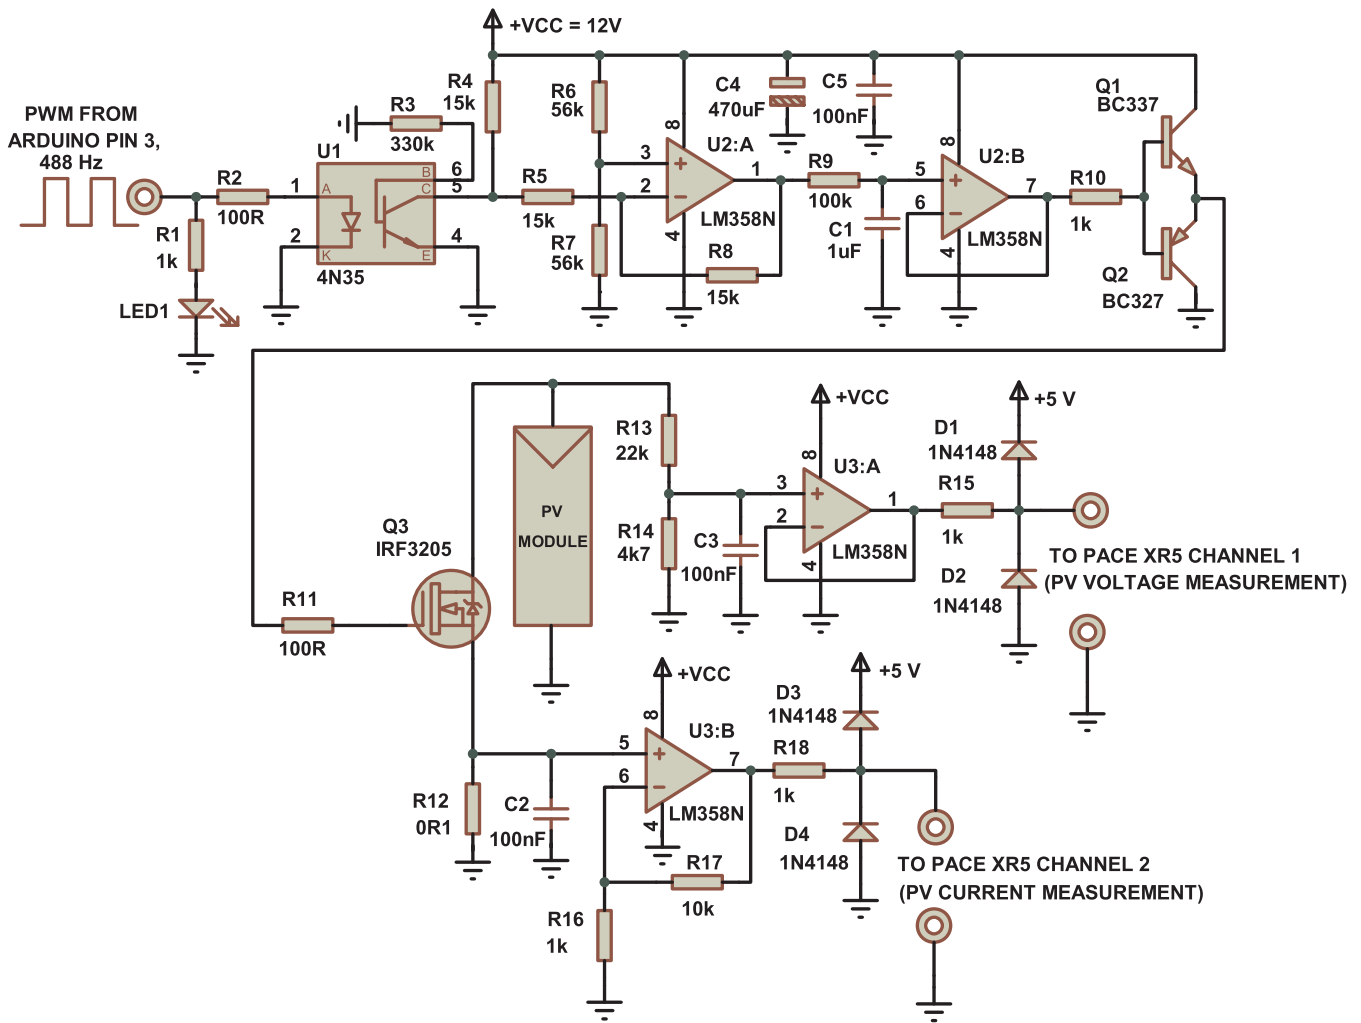 +VCC = 12V
PWM FROM
ARDUINO PIN 3,
488 Hz
R1
1k
LED1
R2
100R
U1
1
A
2
K
B
6
C
5
E
4
4N35
R3
330k
R4
15k
R5
15k
R6
56k
R7
56k
8
3
2
1
4
U2:A
LM358N
R8
15k
C4
470uF
C5
100nF
R9
100k
C1
1uF
8
5
6
7
4
U2:B
LM358N
R10
1k
Q1
BC337
Q2
BC327
R11
100R
Q3
IRF3205
PV
MODULE
R13
22k
R14
4k7
C3
100nF
+VCC
8
3
2
1
4
U3:A
LM358N
R15
1k
D1
1N4148
+5 V
D2
1N4148
TO PACE XR5 CHANNEL 1
(PV VOLTAGE MEASUREMENT)
R12
0R1
C2
100nF
+VCC
8
5
6
7
4
U3:B
LM358N
R16
1k
R17
10k
R18
1k
D3
1N4148
+5 V
D4
1N4148
TO PACE XR5 CHANNEL 2
(PV CURRENT MEASUREMENT)